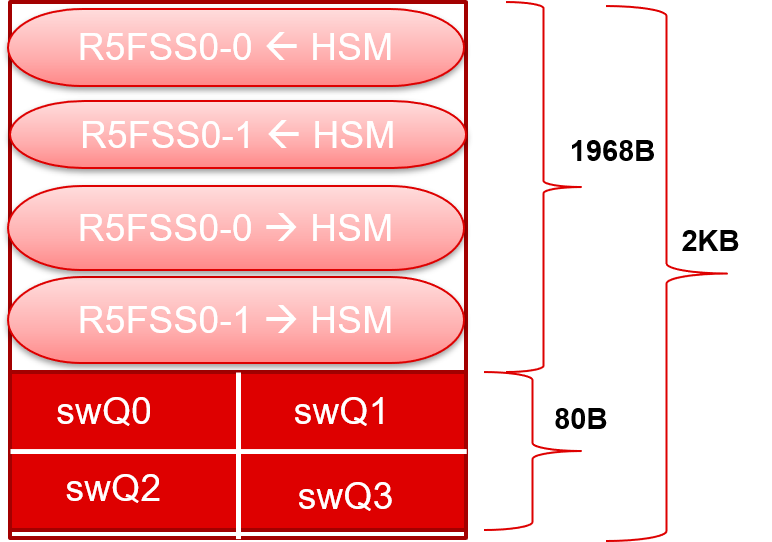 R5FSS0-0 ← HSM
R5FSS0-1 ← HSM
R5FSS0-0 → HSM
R5FSS0-1 → HSM
1968B
2KB
swQ0 swQ1
80B
swQ2 swQ3